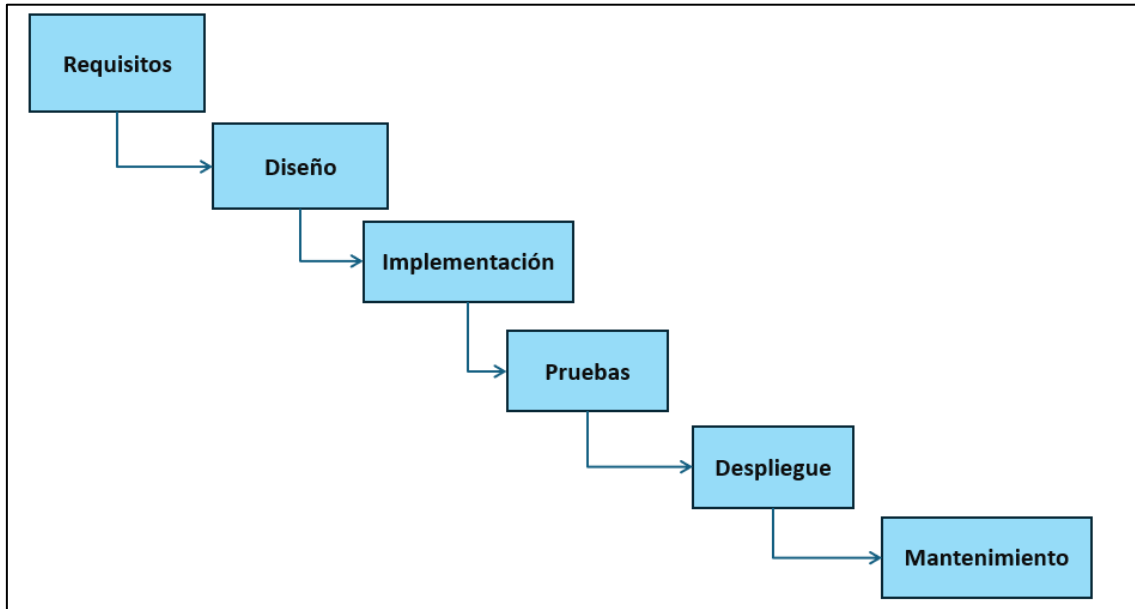 Requisitos
Diseño
Implementación
Pruebas
Despliegue
Mantenimiento